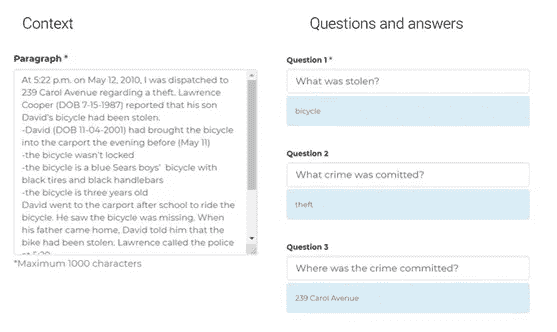 Context
Paragraph *
At 5:22 p.m. on May 12, 2010, I was dispatched to
239 Carol Avenue regarding a theft. Lawrence
Cooper (DOB 7-15-1987) reported that his son
David's bicycle had been stolen.
-David (DOB 11-04-2001) had brought the bicycle
into the carport the evening before (May 11)
-the bicycle wasn't locked
-the bicycle is a blue Sears boys' bicycle with
black tires and black handlebars
-the bicycle is three years old
David went to the carport after school to ride the
bicycle. He saw the bicycle was missing. When
his father came home, David told him that the
bike had been stolen. Lawrence called the police
*Maximum 1000 characters
Questions and answers
Question 1 *
What was stolen?
bicycle
Question 2
What crime was comitted?
theft
Question 3
Where was the crime committed?
239 Carol Avenue